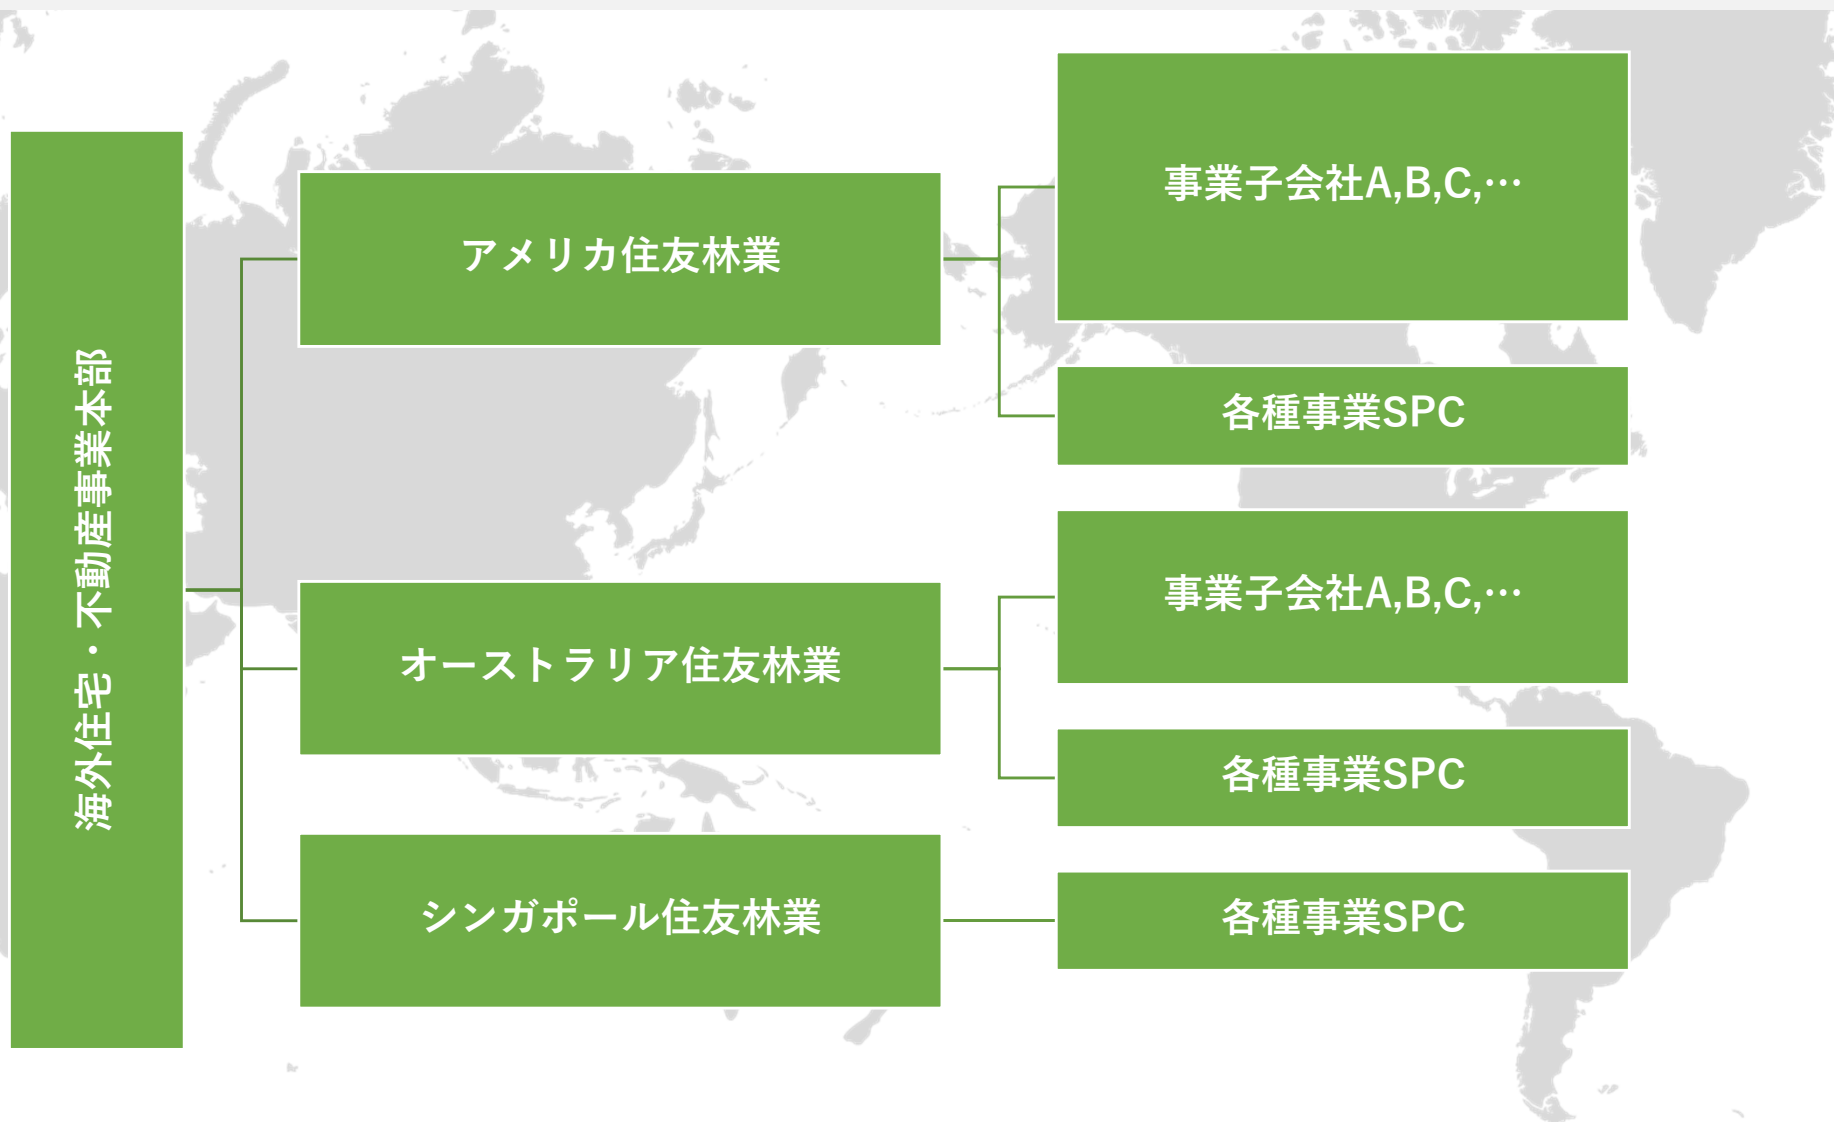 海外住宅・不動産事業本部
アメリカ住友林業
事業子会社A,B,C,…
各種事業SPC
オーストラリア住友林業
事業子会社A,B,C,…
各種事業SPC
シンガポール住友林業
各種事業SPC